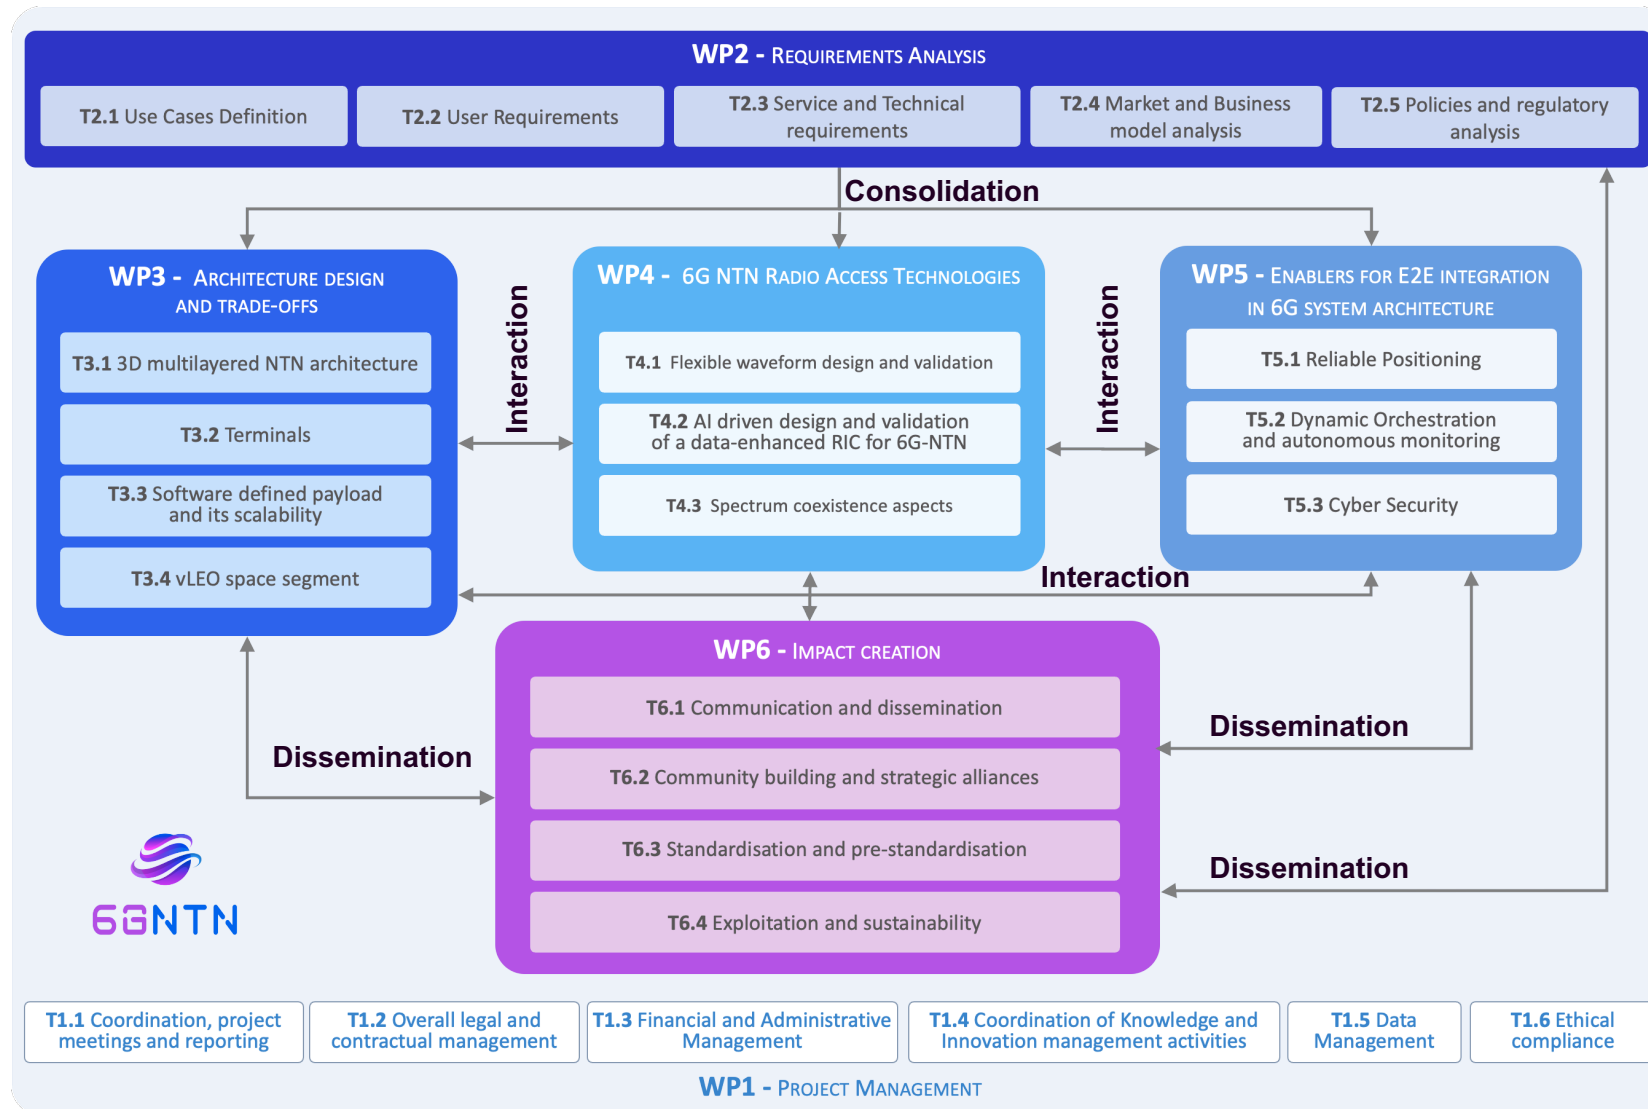 WP2 - Requirements Analysis
T2.1 Use Cases Definition
T2.2 User Requirements
T2.3 Service and Technical
requirements
T2.4 Market and Business
model analysis
T2.5 Policies and regulatory
analysis
Consolidation
WP3 - Architecture design
and trade-offs
T3.1 3D multilayered NTN architecture
T3.2 Terminals
T3.3 Software defined payload
and its scalability
T3.4 vLEO space segment
Interaction
WP4 - 6G NTN Radio Access Technologies
T4.1 Flexible waveform design and validation
T4.2 AI driven design and validation
of a data-enhanced RIC for 6G-NTN
T4.3 Spectrum coexistence aspects
Interaction
WP5 - Enablers for E2E integration
in 6G system architecture
T5.1 Reliable Positioning
T5.2 Dynamic Orchestration
and autonomous monitoring
T5.3 Cyber Security
Interaction
WP6 - Impact creation
T6.1 Communication and dissemination
T6.2 Community building and strategic alliances
T6.3 Standardisation and pre-standardisation
T6.4 Exploitation and sustainability
Dissemination
Dissemination
Dissemination
6GNTN
T1.1 Coordination, project
meetings and reporting
T1.2 Overall legal and
contractual management
T1.3 Financial and Administrative
Management
T1.4 Coordination of Knowledge and
Innovation management activities
T1.5 Data
Management
T1.6 Ethical
compliance
WP1 - Project Management